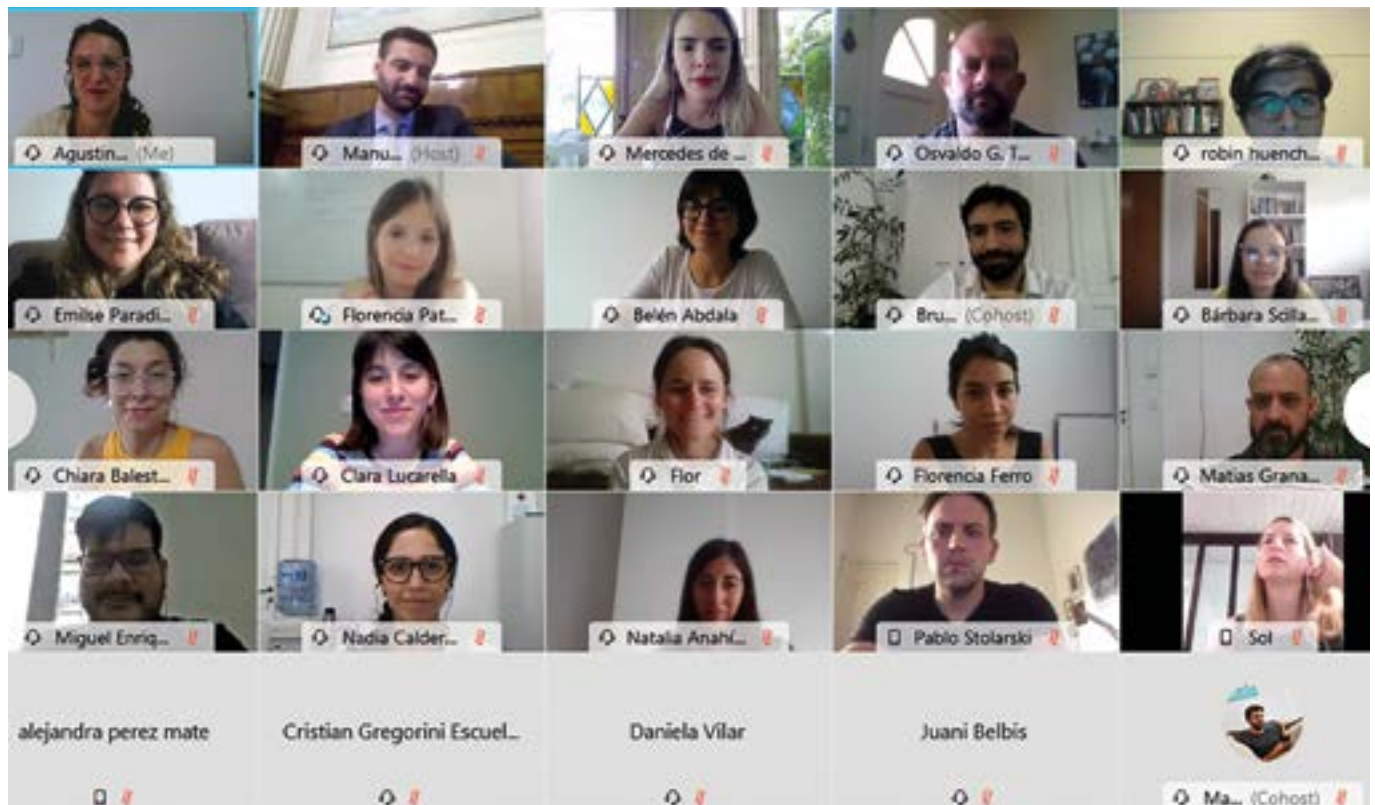 Agustin... (Me)
Manu... (Host)
Mercedes de ...
Osvaldo G. T...
robin huench...
Emilse Paradi...
Florencia Pat...
Belén Abdala
Bru... (Cohost)
Bárbara Scilla...
Chiara Balest...
Clara Lucarella
Flor
Florencia Ferro
Matias Grana...
Miguel Enriq...
Nadia Calder...
Natalia Anahí...
Pablo Stolarski
Sol
alejandra perez mate
Cristian Gregorini Escuel...
Daniela Vilar
Juani Belbis
Ma... (Cohost)